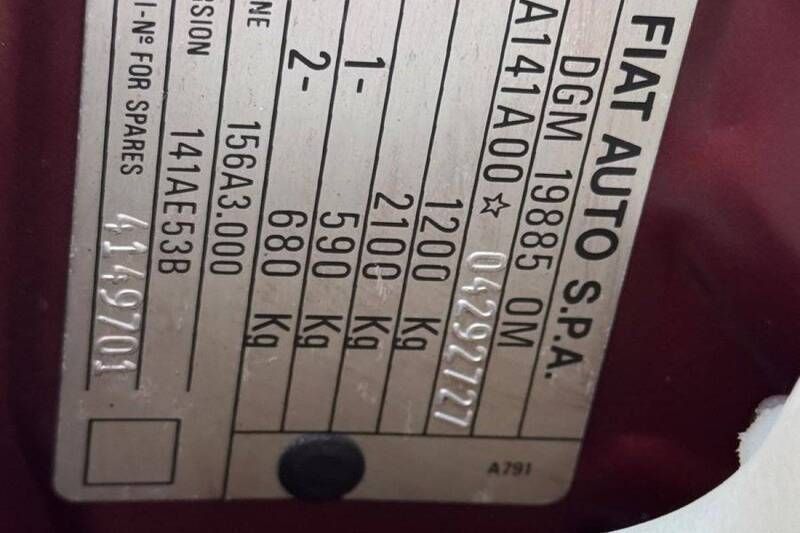 FIAT AUTO S.P.A.
DGM 19885 OM
A141A00☆ 04292727
1200 Kg
2100 Kg
1- 590 Kg
2- 680 Kg
NE 156A3.000
SION 141AE53B
I-Nº FOR SPARES 4149701
A791